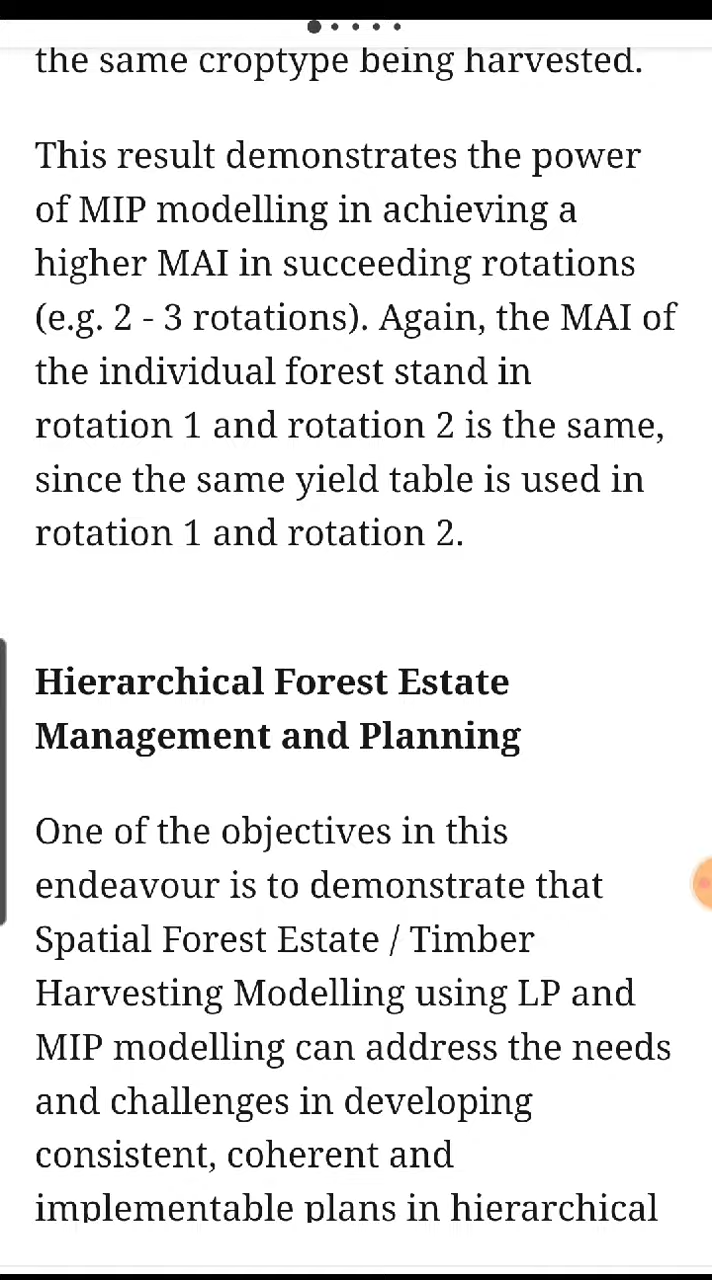 the same croptype being harvested.
This result demonstrates the power
of MIP modelling in achieving a
higher MAI in succeeding rotations
(e.g. 2 - 3 rotations). Again, the MAI of
the individual forest stand in
rotation 1 and rotation 2 is the same,
since the same yield table is used in
rotation 1 and rotation 2.
Hierarchical Forest Estate
Management and Planning
One of the objectives in this
endeavour is to demonstrate that
Spatial Forest Estate / Timber
Harvesting Modelling using LP and
MIP modelling can address the needs
and challenges in developing
consistent, coherent and
implementable plans in hierarchical